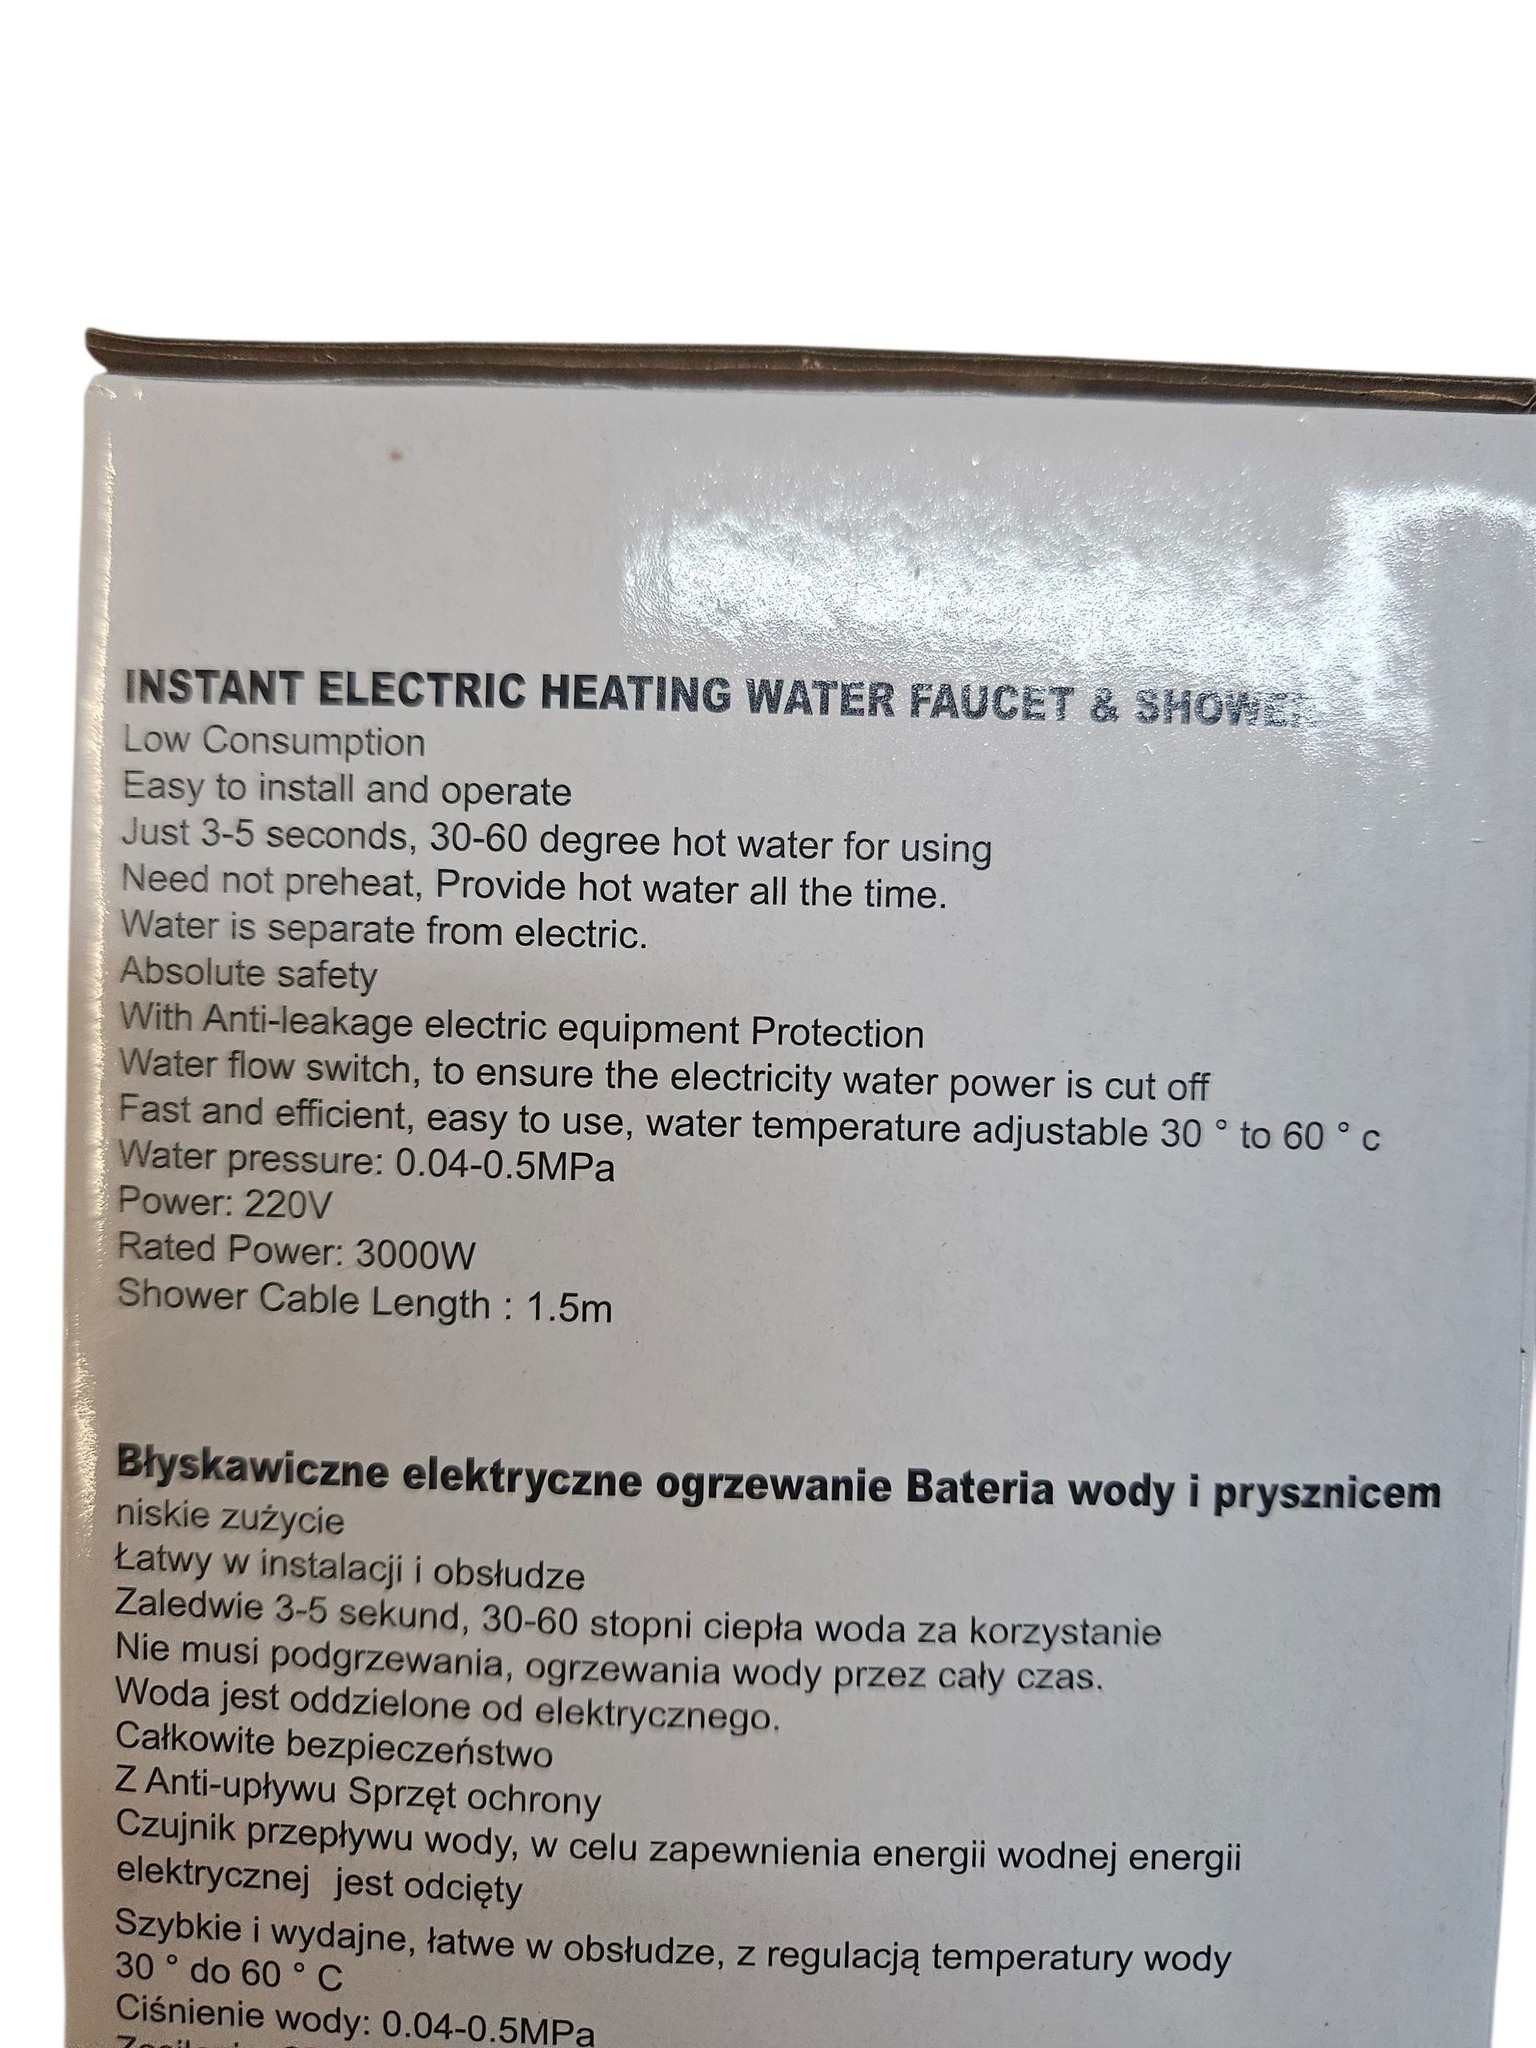 INSTANT ELECTRIC HEATING WATER FAUCET & SHOWER
Low Consumption
Easy to install and operate
Just 3-5 seconds, 30-60 degree hot water for using
Need not preheat, Provide hot water all the time.
Water is separate from electric.
Absolute safety
With Anti-leakage electric equipment Protection
Water flow switch, to ensure the electricity water power is cut off
Fast and efficient, easy to use, water temperature adjustable 30 ° to 60 ° c
Water pressure: 0.04-0.5MPa
Power: 220V
Rated Power: 3000W
Shower Cable Length : 1.5m
Błyskawiczne elektryczne ogrzewanie Bateria wody i prysznicem
niskie zużycie
Łatwy w instalacji i obsłudze
Zaledwie 3-5 sekund, 30-60 stopni ciepła woda za korzystanie
Nie musi podgrzewania, ogrzewania wody przez cały czas.
Woda jest oddzielone od elektrycznego.
Całkowite bezpieczeństwo
Z Anti-upływu Sprzęt ochrony
Czujnik przepływu wody, w celu zapewnienia energii wodnej energii
elektrycznej jest odcięty
Szybkie i wydajne, łatwe w obsłudze, z regulacją temperatury wody
30 ° do 60 ° C
Ciśnienie wody: 0.04-0.5MPa